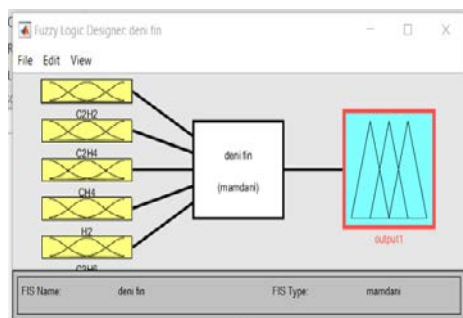 Fuzzy Logic Designer: deni fin
File Edit View
C2H2
C2H4
CH4
H2
C2H6
deni fin
(mamdani)
output1
FIS Name: deni fin FIS Type: mamdani